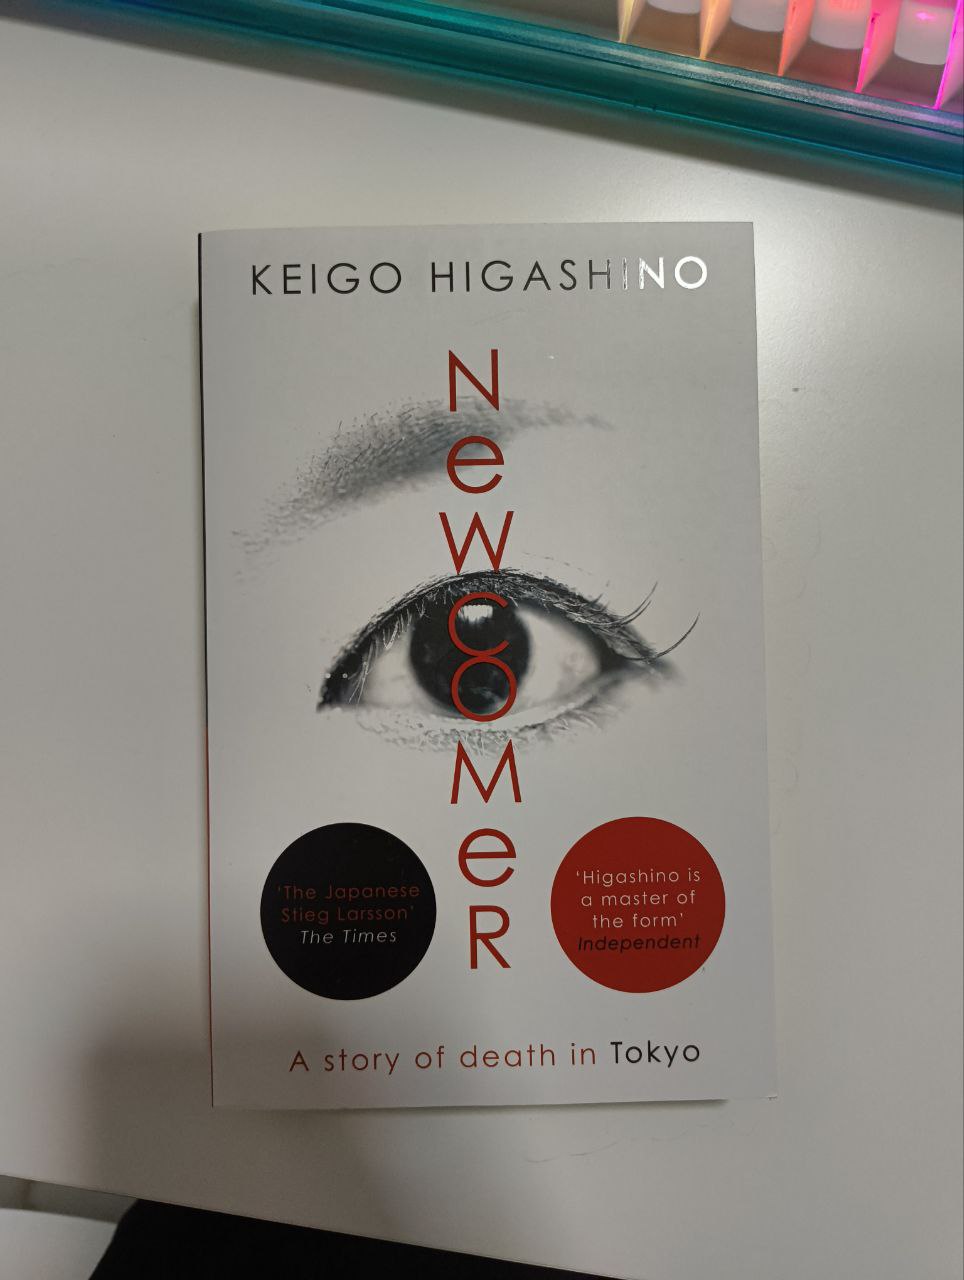 KEIGO HIGASHINO
NewcoMeR
'The Japanese
Stieg Larsson'
The Times
'Higashino is
a master of
the form'
Independent
A story of death in Tokyo